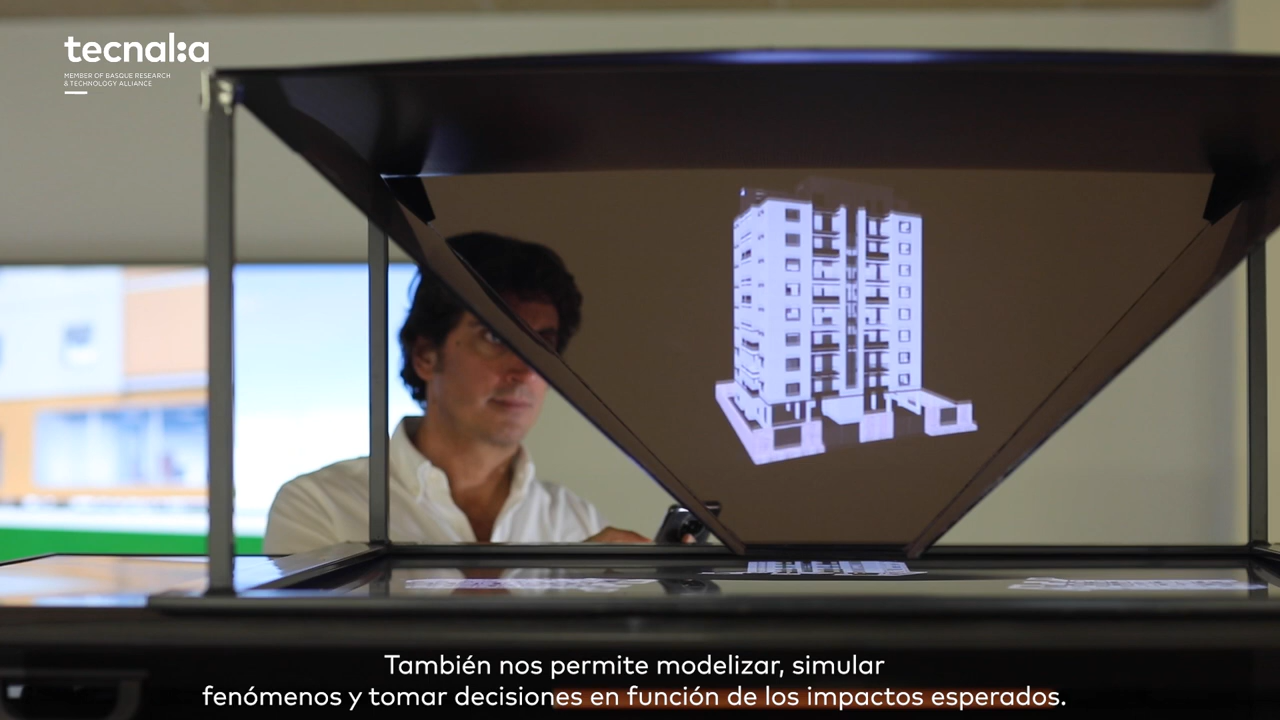 tecnal:a
MEMBER OF BASQUE RESEARCH
& TECHNOLOGY ALLIANCE
También nos permite modelizar, simular
fenómenos y tomar decisiones en función de los impactos esperados.